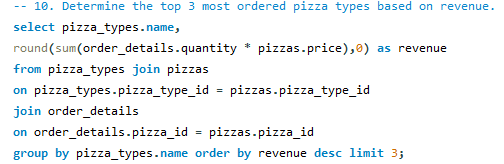 -- 10. Determine the top 3 most ordered pizza types based on revenue.
select pizza_types.name,
round(sum(order_details.quantity * pizzas.price),0) as revenue
from pizza_types join pizzas
on pizza_types.pizza_type_id = pizzas.pizza_type_id
join order_details
on order_details.pizza_id = pizzas.pizza_id
group by pizza_types.name order by revenue desc limit 3;